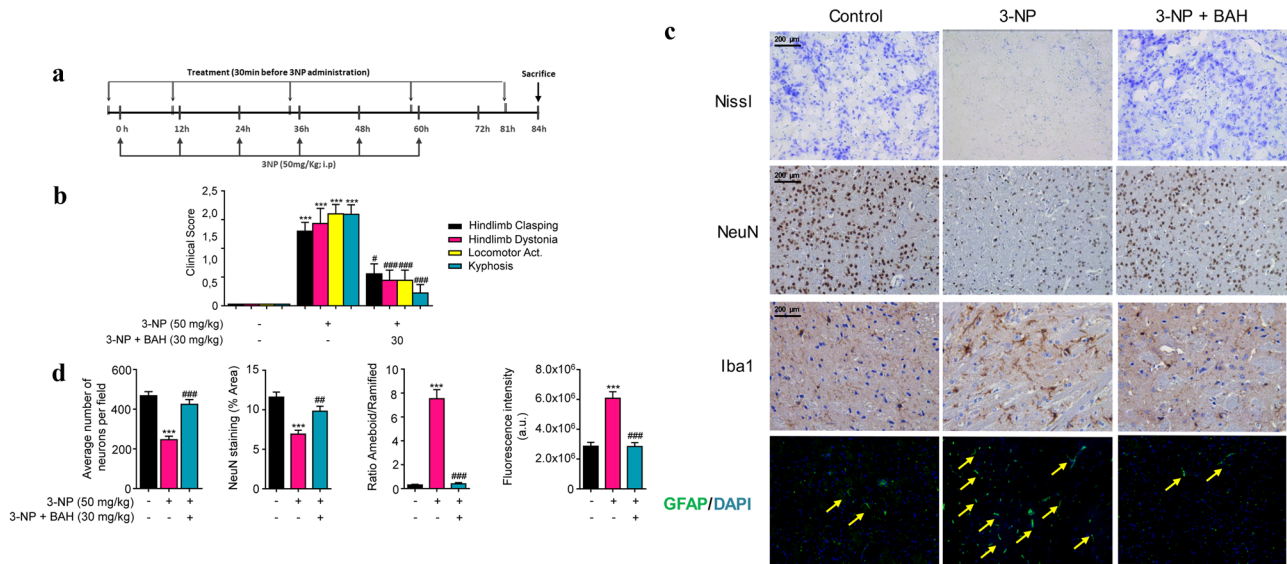 a
Treatment (30min before 3NP administration)
Sacrifice
0 h 12h 24h 36h 48h 60h 72h 81h 84h
3NP (50mg/Kg; i.p)
b
Clinical Score
2,5
2,0
1,5
1,0
0,5
0
*** *** *** ***
# ### ### ###
Hindlimb Clasping
Hindlimb Dystonia
Locomotor Act.
Kyphosis
3-NP (50 mg/kg) - + +
3-NP + BAH (30 mg/kg) - - 30
c
Control 3-NP 3-NP + BAH
Nissl
200 µm 200 µm 200 µm
NeuN
200 µm
Iba1
200 µm
GFAP/DAPI
d
Average number of
neurons per field
600
400
200
0
*** ###
NeuN staining (% Area)
15
10
5
0
*** ##
Ratio Ameboid/Ramified
10
8
6
4
2
0
*** ###
Fluorescence intensity
(a.u.)
8.0x10⁶
6.0x10⁶
4.0x10⁶
2.0x10⁶
0
*** ###
3-NP (50 mg/kg) - + + - + + - + + - + +
3-NP + BAH (30 mg/kg) - - + - - + - - + - - +